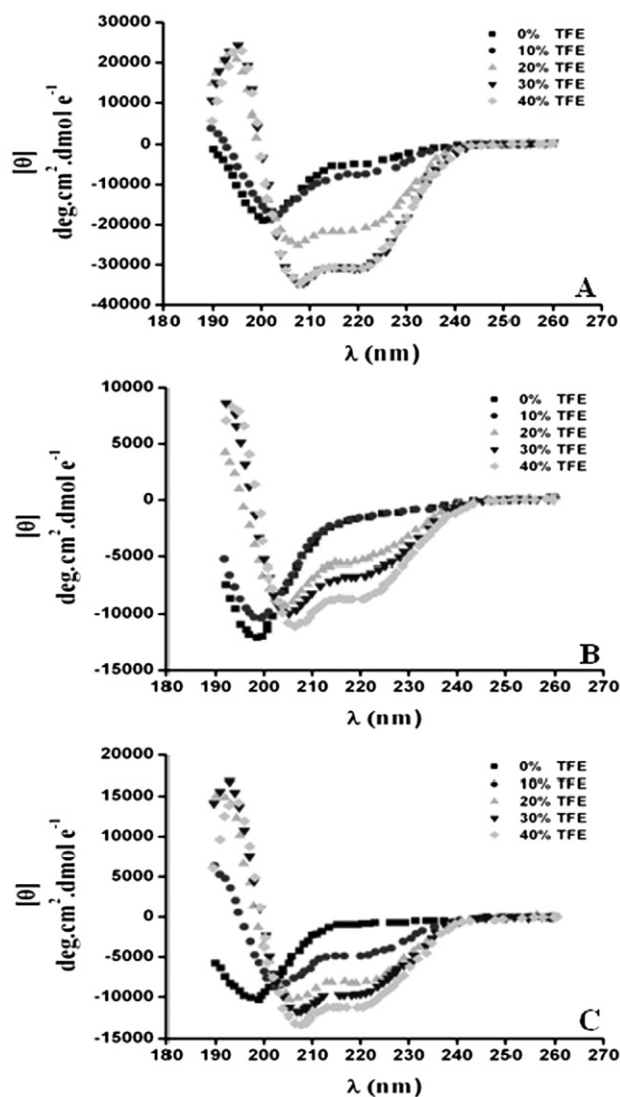 30000
20000
10000
0
-10000
-20000
-30000
40000
[θ]
deg.cm².dmol e⁻¹
0% TFE
10% TFE
20% TFE
30% TFE
40% TFE
A
180 190 200 210 220 230 240 250 260 270
λ (nm)
10000
5000
0
-5000
-10000
-15000
[θ]
deg.cm².dmol e⁻¹
0% TFE
10% TFE
20% TFE
30% TFE
40% TFE
B
180 190 200 210 220 230 240 250 260 270
λ (nm)
20000
15000
10000
5000
0
-5000
-10000
-15000
[θ]
deg.cm².dmol e⁻¹
0% TFE
10% TFE
20% TFE
30% TFE
40% TFE
C
180 190 200 210 220 230 240 250 260 270
λ (nm)